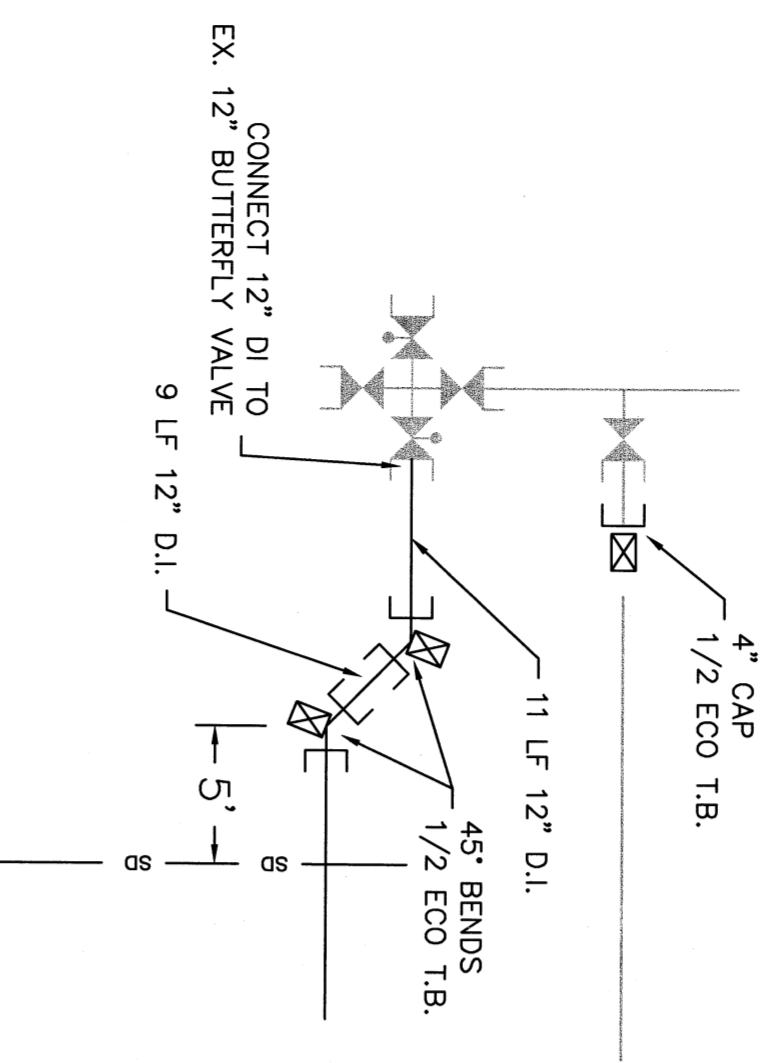 4" CAP
1/2 ECO T.B.
11 LF 12" D.I.
45° BENDS
1/2 ECO T.B.
CONNECT 12" DI TO
EX. 12" BUTTERFLY VALVE
9 LF 12" D.I.
5'
SD
SD